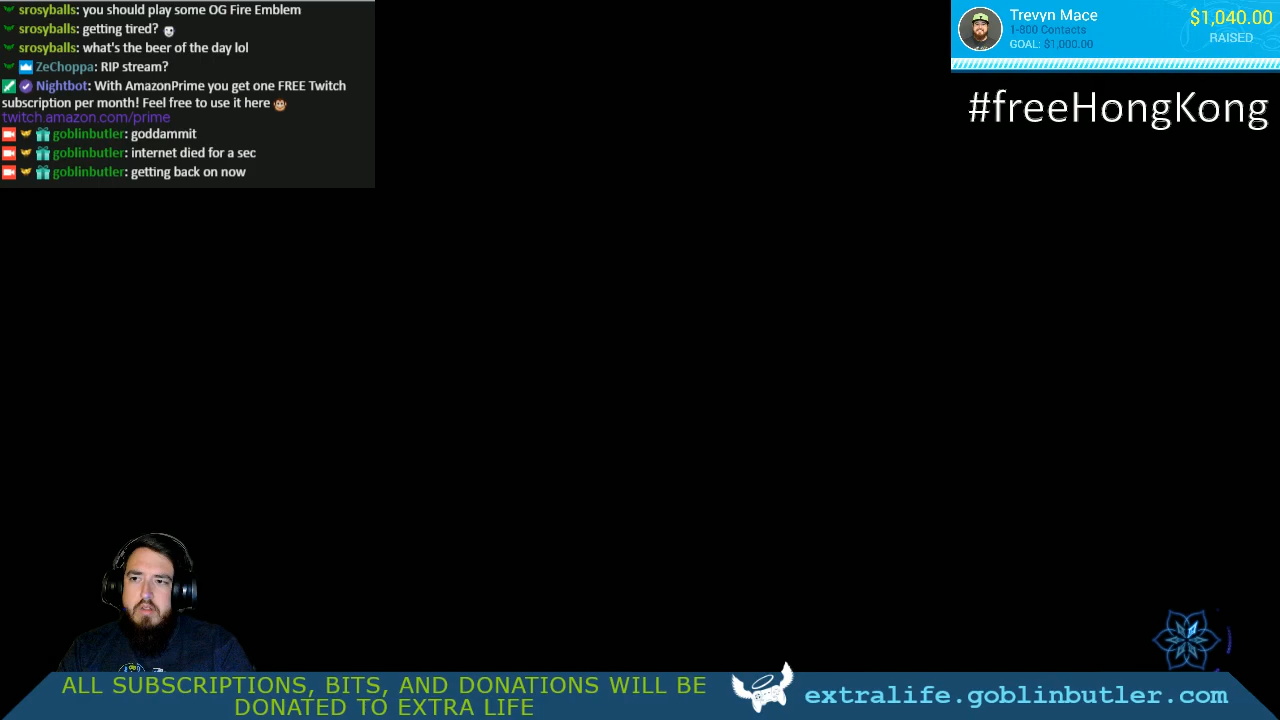 srosyballs: you should play some OG Fire Emblem
srosyballs: getting tired?
srosyballs: what's the beer of the day lol
ZeChoppa: RIP stream?
Nightbot: With AmazonPrime you get one FREE Twitch
subscription per month! Feel free to use it here
twitch.amazon.com/prime
goblinbutler: goddammit
goblinbutler: internet died for a sec
goblinbutler: getting back on now
Trevyn Mace
1-800 Contacts
GOAL: $1,000.00
$1,040.00
RAISED
#freeHongKong
ALL SUBSCRIPTIONS, BITS, AND DONATIONS WILL BE
DONATED TO EXTRA LIFE
extralife.goblinbutler.com